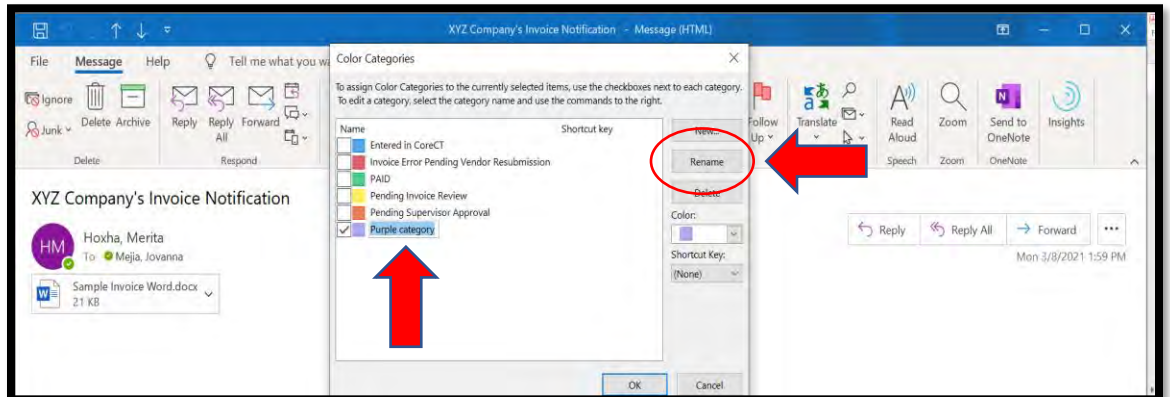 XYZ Company's Invoice Notification - Message (HTML)
File Message Help Tell me what you wa
Ignore
Junk
Delete Archive
Reply Reply All Forward
Follow Up
Translate
Read Aloud
Zoom
Send to OneNote
Insights
Delete Respond Speech Zoom OneNote
Color Categories
To assign Color Categories to the currently selected items, use the checkboxes next to each category.
To edit a category, select the category name and use the commands to the right.
Name Shortcut key
Entered in CoreCT
Invoice Error Pending Vendor Resubmission
PAID
Pending Invoice Review
Pending Supervisor Approval
Purple category
New...
Rename
Delete
Color:
Shortcut Key:
(None)
OK Cancel
XYZ Company's Invoice Notification
HM
Hoxha, Merita
To Mejia, Jovanna
Reply Reply All Forward
Mon 3/8/2021 1:59 PM
Sample Invoice Word.docx
21 KB